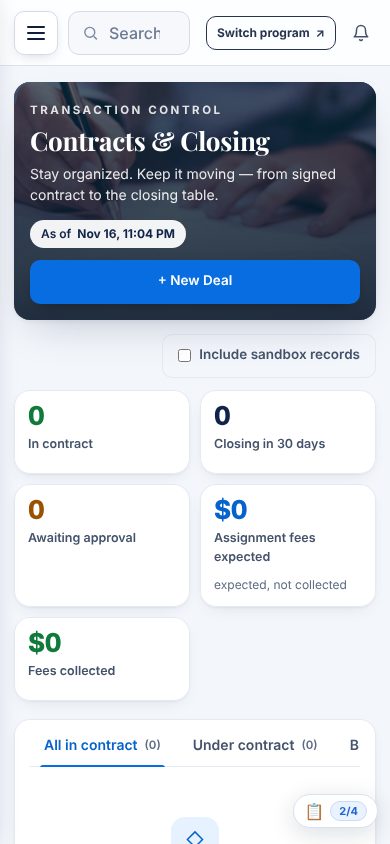 Search
Switch program ↗
TRANSACTION CONTROL
Contracts & Closing
Stay organized. Keep it moving — from signed
contract to the closing table.
As of Nov 16, 11:04 PM
+ New Deal
Include sandbox records
0
In contract
0
Closing in 30 days
0
Awaiting approval
$0
Assignment fees
expected
expected, not collected
$0
Fees collected
All in contract (0) Under contract (0) B
2/4